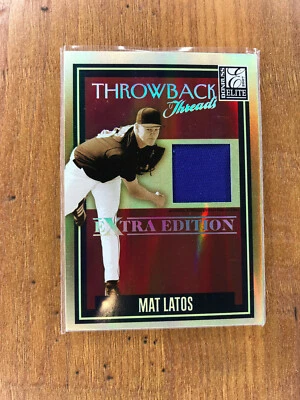 THROWBACK
Threads
DONRUSS
ELITE
EXTRA EDITION
MAT LATOS